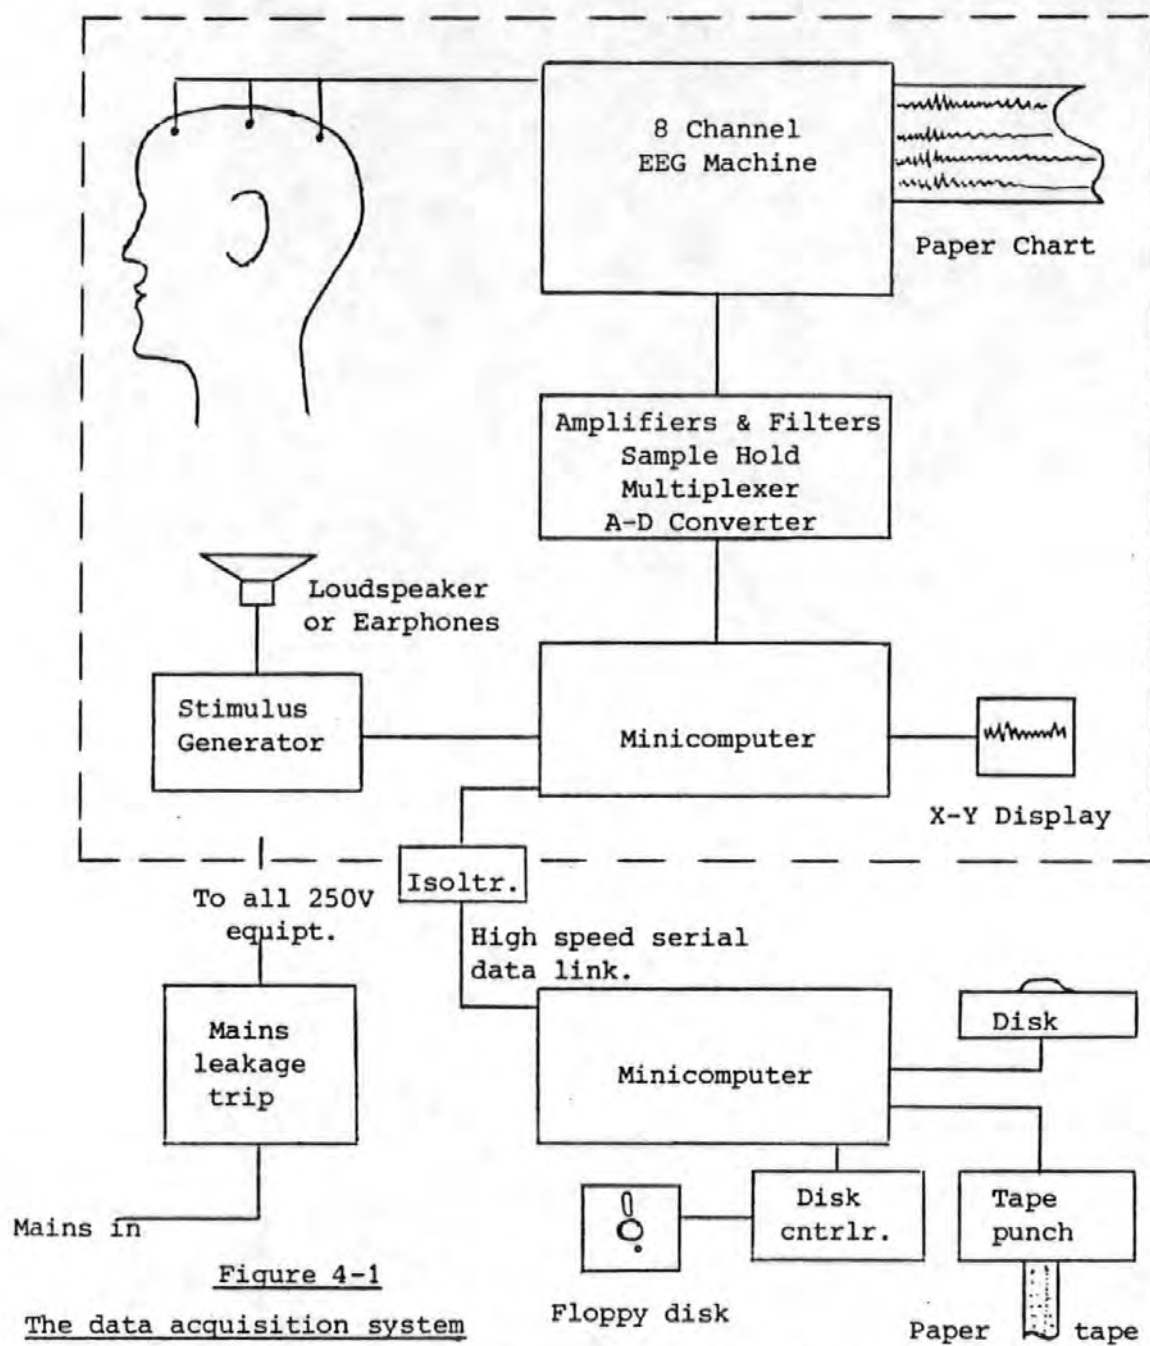 8 Channel
EEG Machine
Paper Chart
Amplifiers & Filters
Sample Hold
Multiplexer
A-D Converter
Loudspeaker
or Earphones
Stimulus
Generator
Minicomputer
X-Y Display
Isoltr.
To all 250V
equipt.
High speed serial
data link.
Mains
leakage
trip
Minicomputer
Disk
Disk
cntrlr.
Tape
punch
Mains in
Floppy disk
Paper tape
Figure 4-1
The data acquisition system